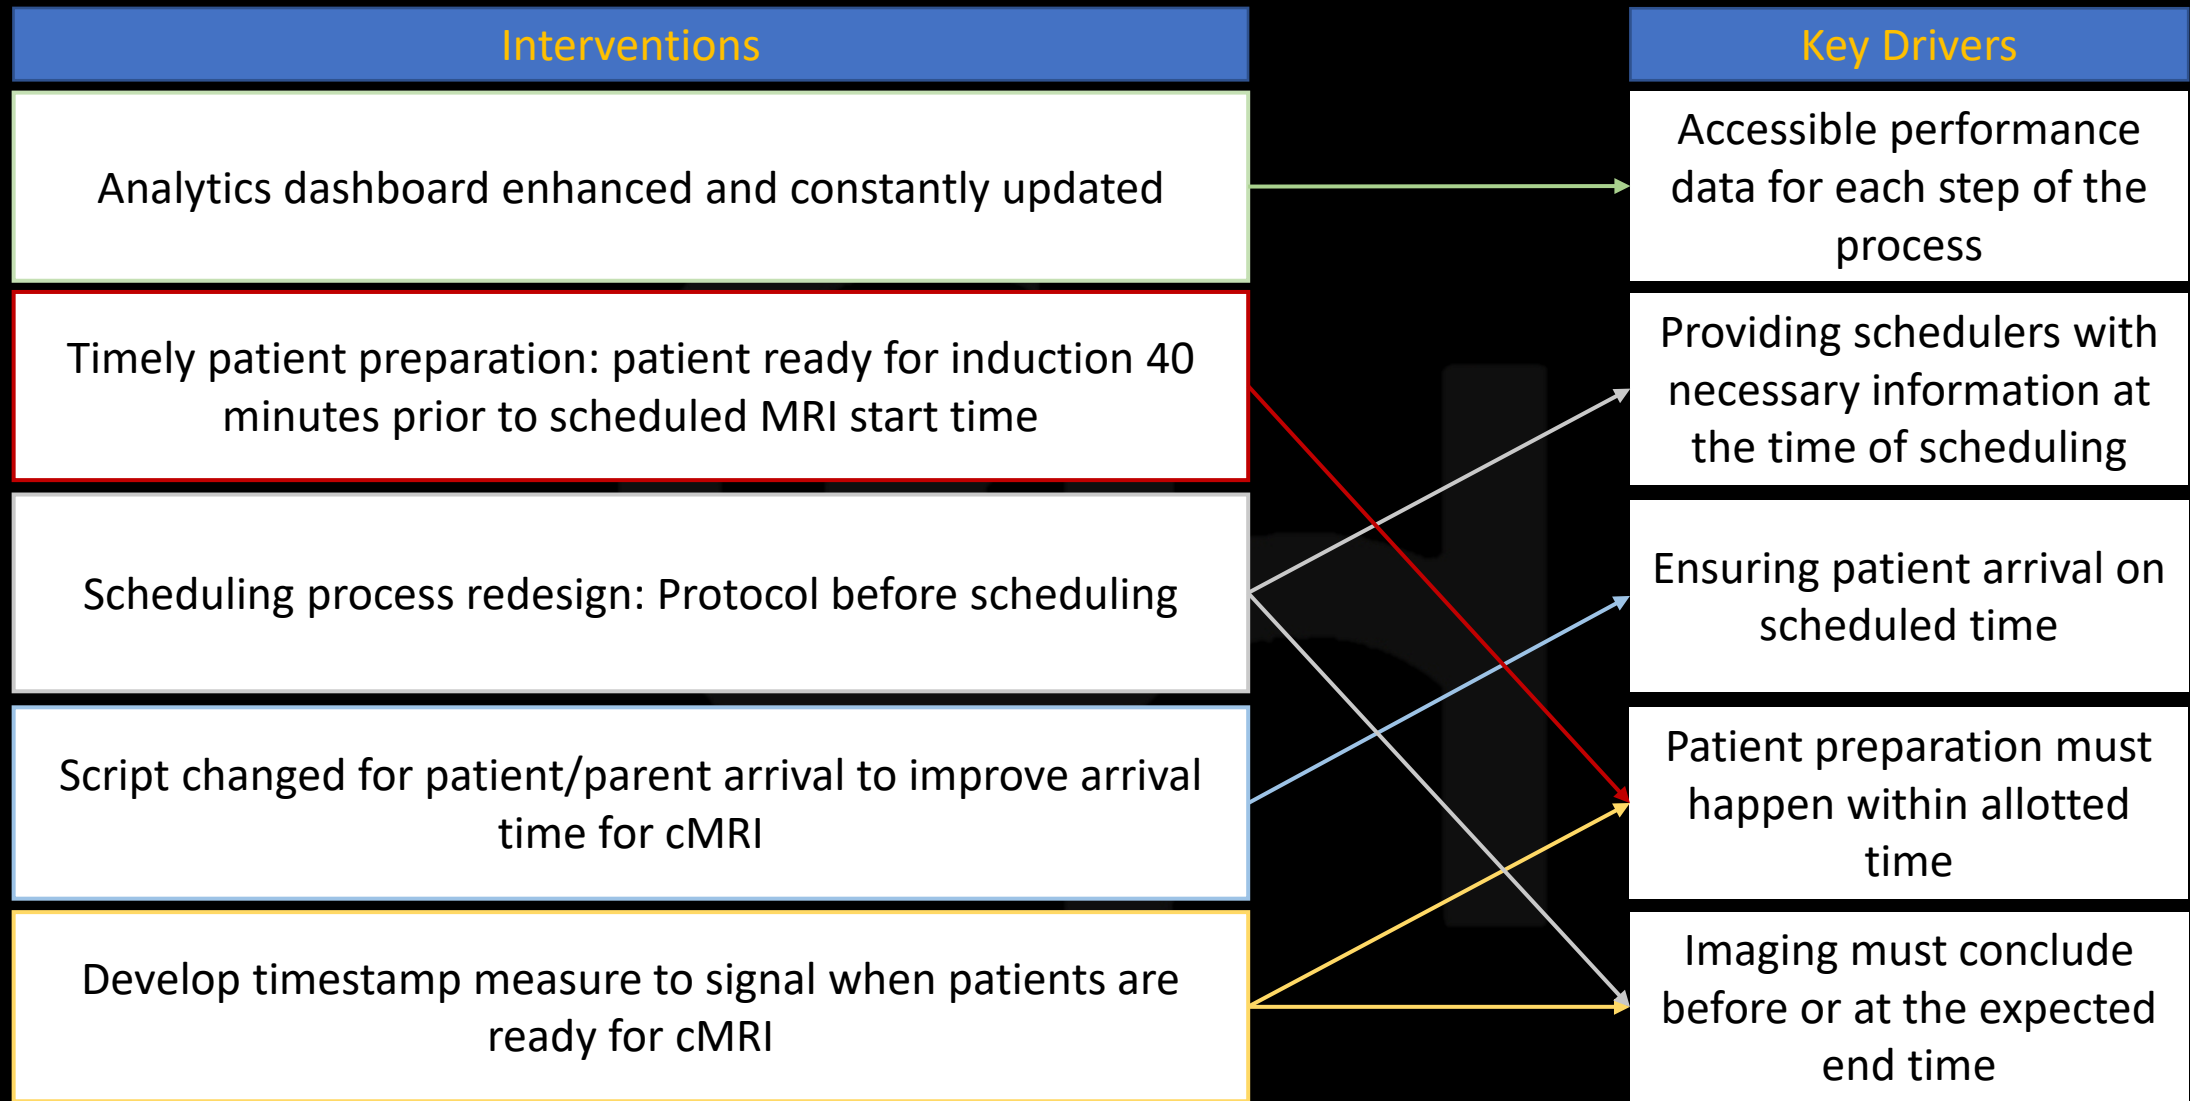 Interventions
Key Drivers
Analytics dashboard enhanced and constantly updated
Accessible performance
data for each step of the
process
Timely patient preparation: patient ready for induction 40
minutes prior to scheduled MRI start time
Providing schedulers with
necessary information at
the time of scheduling
Scheduling process redesign: Protocol before scheduling
Ensuring patient arrival on
scheduled time
Script changed for patient/parent arrival to improve arrival
time for cMRI
Patient preparation must
happen within allotted
time
Develop timestamp measure to signal when patients are
ready for cMRI
Imaging must conclude
before or at the expected
end time